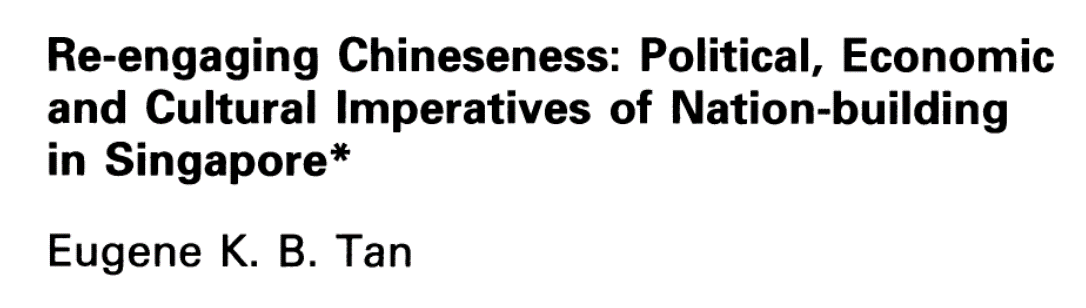 Re-engaging Chineseness: Political, Economic
and Cultural Imperatives of Nation-building
in Singapore*
Eugene K. B. Tan